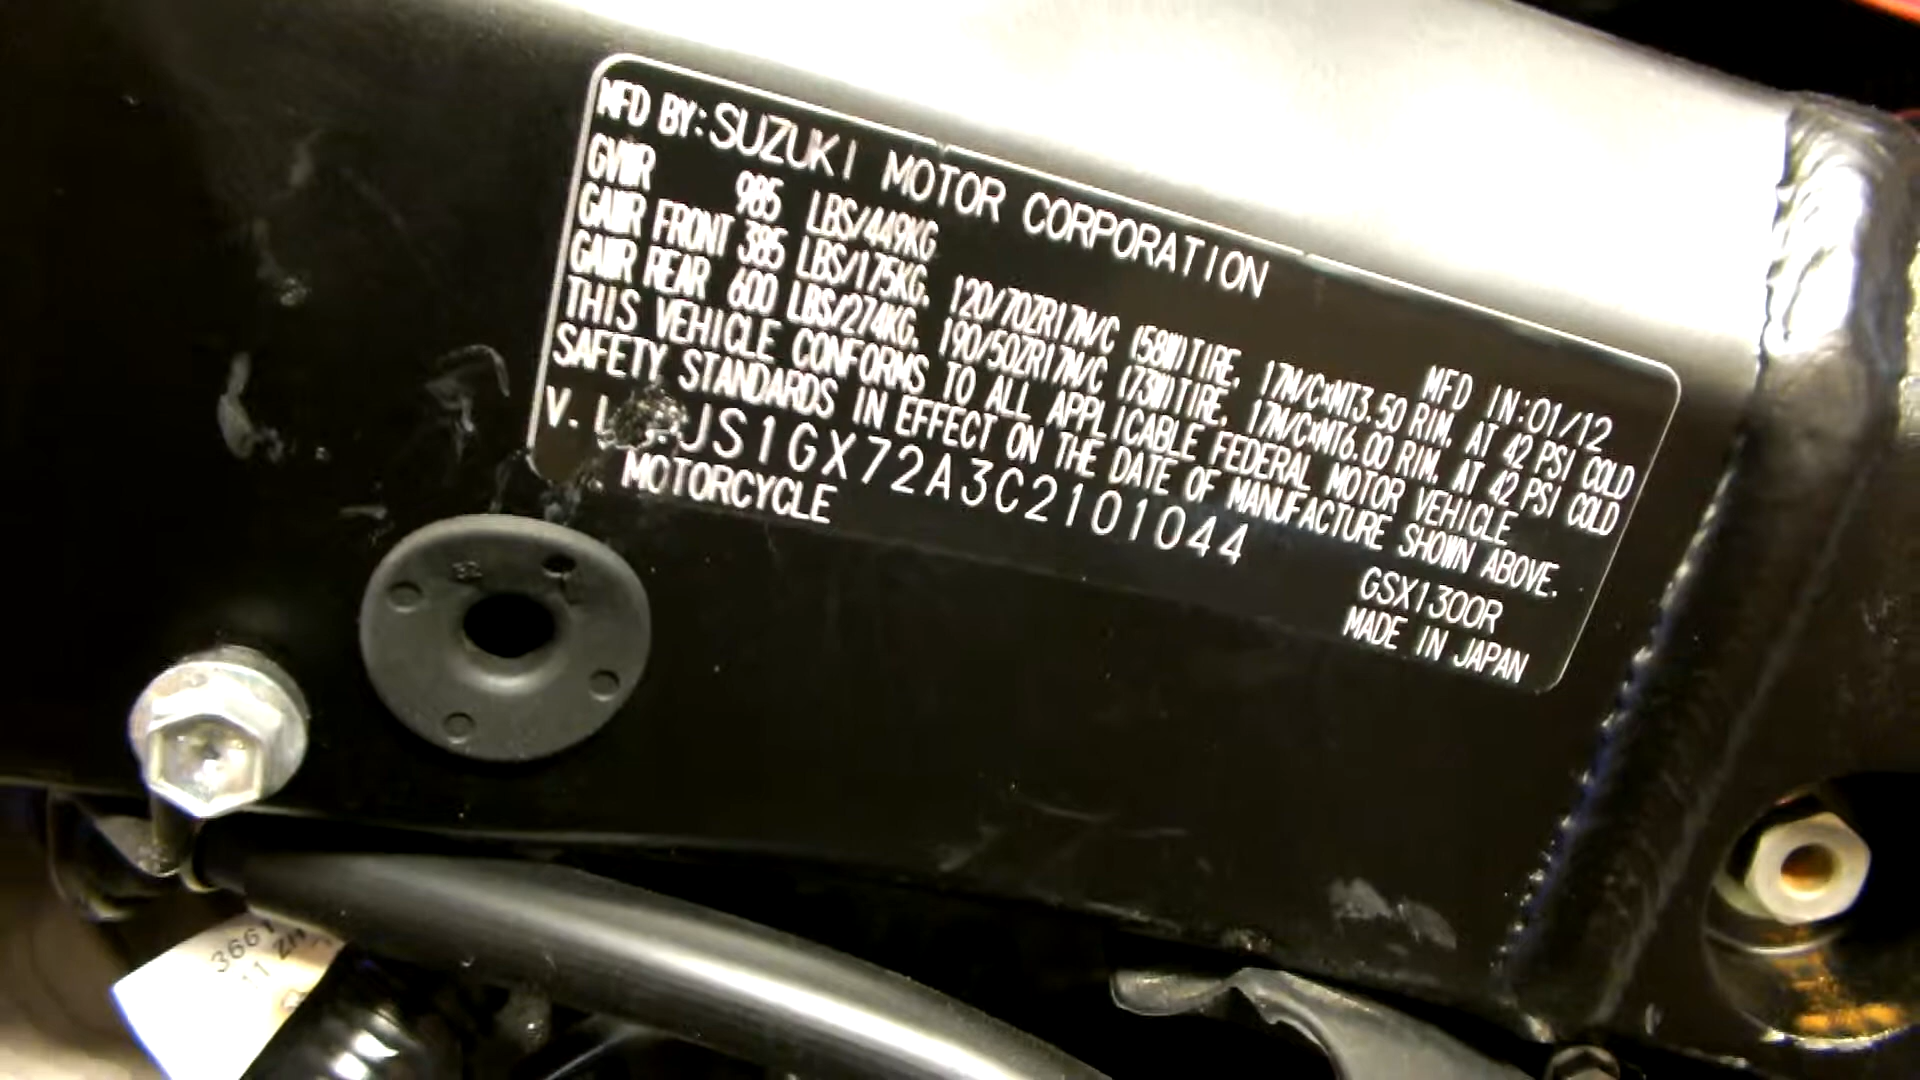 MFD BY:SUZUKI MOTOR CORPORATION
MFD IN:01/12
GVWR 985 LBS/449KG
GAWR FRONT 385 LBS/175KG. 120/70ZR17M/C (58W)TIRE. 17M/CxMT3.50 RIM. AT 42 PSI COLD
GAWR REAR 600 LBS/274KG. 190/50ZR17M/C (73W)TIRE. 17M/CxMT6.00 RIM. AT 42 PSI COLD
THIS VEHICLE CONFORMS TO ALL APPLICABLE FEDERAL MOTOR VEHICLE
SAFETY STANDARDS IN EFFECT ON THE DATE OF MANUFACTURE SHOWN ABOVE.
V. JS1GX72A3C2101044 GSX1300R
MOTORCYCLE MADE IN JAPAN
3661